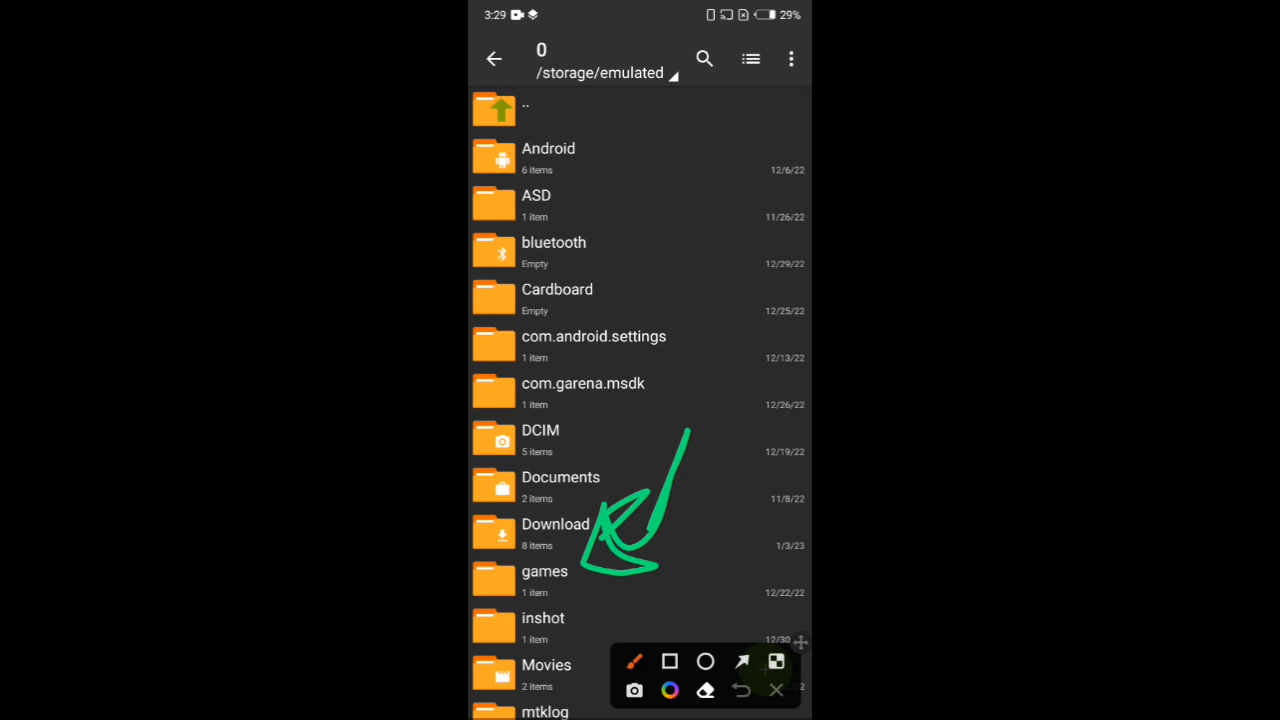 3:29
29%
0
/storage/emulated
..
Android
6 items
12/6/22
ASD
1 item
11/26/22
bluetooth
Empty
12/29/22
Cardboard
Empty
12/25/22
com.android.settings
1 item
12/13/22
com.garena.msdk
1 item
12/26/22
DCIM
5 items
12/19/22
Documents
2 items
11/8/22
Download
8 items
1/3/23
games
1 item
12/22/22
inshot
1 item
12/30
Movies
2 items
mtklog